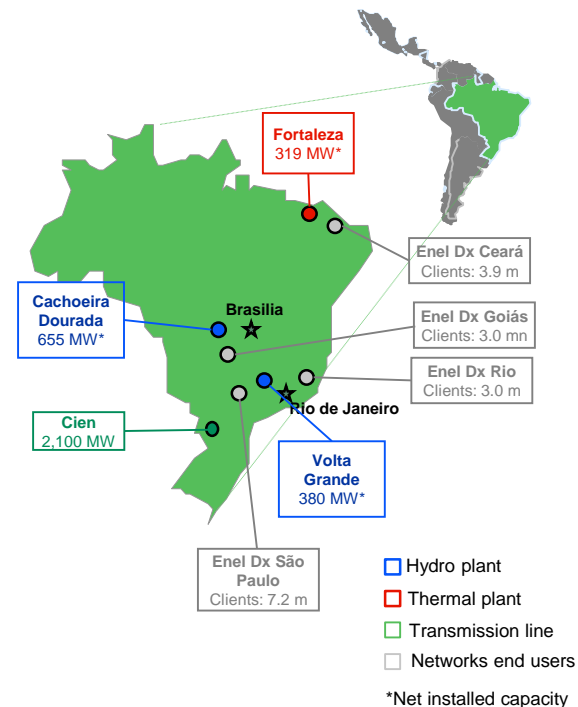 Fortaleza
319 MW*
Enel Dx Ceará
Clients: 3.9 m
Cachoeira
Dourada
655 MW*
Brasilia
Enel Dx Goiás
Clients: 3.0 mn
Enel Dx Rio
Clients: 3.0 m
Rio de Janeiro
Cien
2,100 MW
Volta
Grande
380 MW*
Enel Dx São
Paulo
Clients: 7.2 m
Hydro plant
Thermal plant
Transmission line
Networks end users
*Net installed capacity